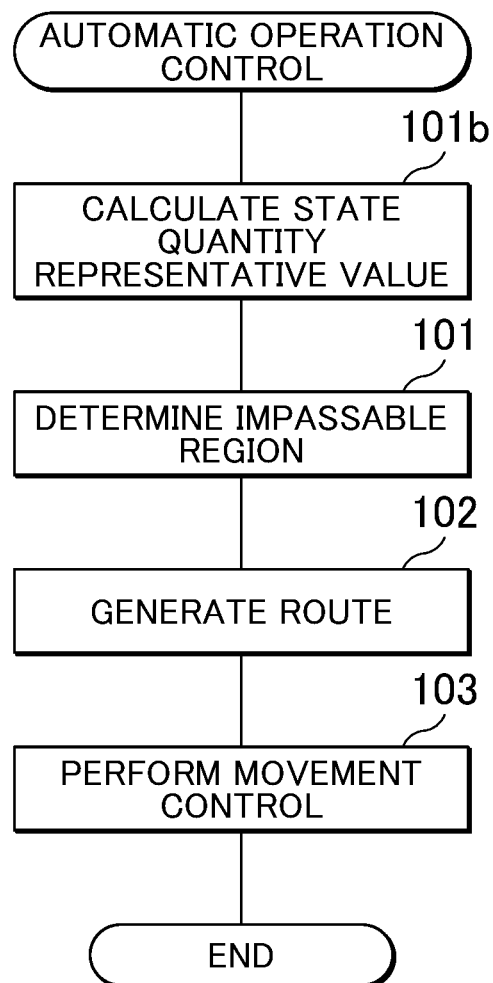 AUTOMATIC OPERATION
CONTROL
101b
CALCULATE STATE
QUANTITY
REPRESENTATIVE VALUE
101
DETERMINE IMPASSABLE
REGION
102
GENERATE ROUTE
103
PERFORM MOVEMENT
CONTROL
END